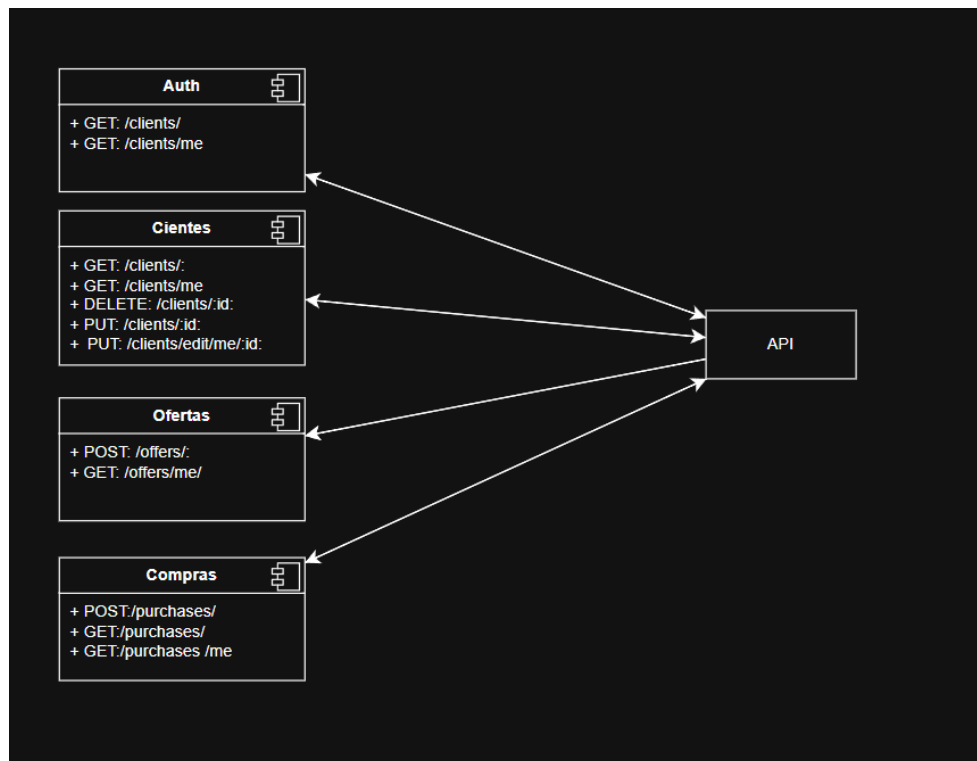 Auth
+ GET: /clients/
+ GET: /clients/me
Cientes
+ GET: /clients/:
+ GET: /clients/me
+ DELETE: /clients/:id:
+ PUT: /clients/:id:
+ PUT: /clients/edit/me/:id:
API
Ofertas
+ POST: /offers/:
+ GET: /offers/me/
Compras
+ POST:/purchases/
+ GET:/purchases/
+ GET:/purchases /me